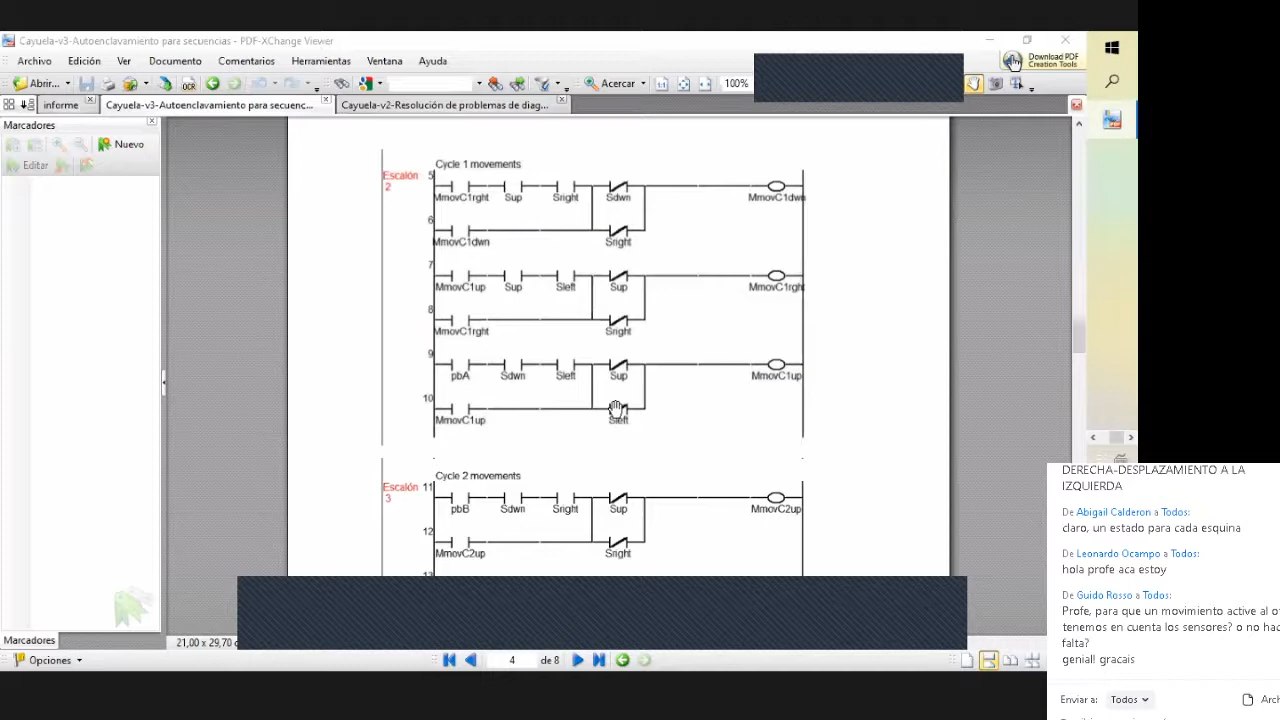 Cayuela-v3-Autoenclavamiento para secuencias - PDF-XChange Viewer
Archivo Edición Ver Documento Comentarios Herramientas Ventana Ayuda
Download PDF
Creation Tools
Abrir... OCR Acercar 100%
informe Cayuela-v3-Autoenclavamiento para secuenc... Cayuela-v2-Resolución de problemas de diag...
Marcadores
Nuevo
Editar
Cycle 1 movements
Escalón 5
2
MmovC1rght Sup Sright Sdwn MmovC1dwn
6
MmovC1dwn Sright
7
MmovC1up Sup Sleft Sup MmovC1rght
8
MmovC1rght Sright
9
pbA Sdwn Sleft Sup MmovC1up
10
MmovC1up Sleft
Cycle 2 movements
Escalón 11
3
pbB Sdwn Sright Sup MmovC2up
12
MmovC2up Sright
13
Marcadores
21,00 x 29,70
Opciones 4 de 8
DERECHA-DESPLAZAMIENTO A LA
IZQUIERDA
De Abigail Calderon a Todos:
claro, un estado para cada esquina
De Leonardo Ocampo a Todos:
hola profe aca estoy
De Guido Rosso a Todos:
Profe, para que un movimiento active al o
tenemos en cuenta los sensores? o no hac
falta?
genial! gracais
Enviar a: Todos Arch